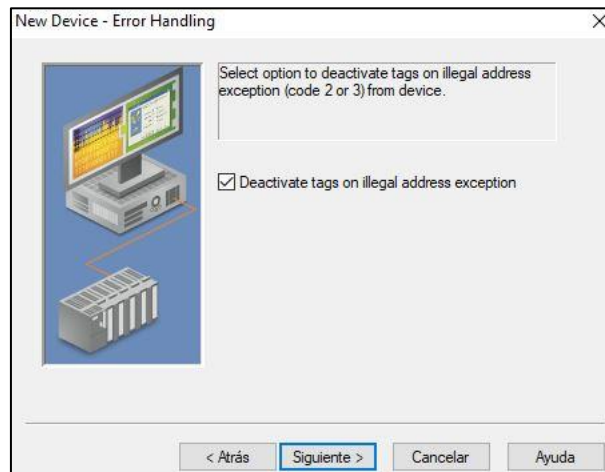 New Device - Error Handling
Select option to deactivate tags on illegal address
exception (code 2 or 3) from device.
Deactivate tags on illegal address exception
< Atrás
Siguiente >
Cancelar
Ayuda